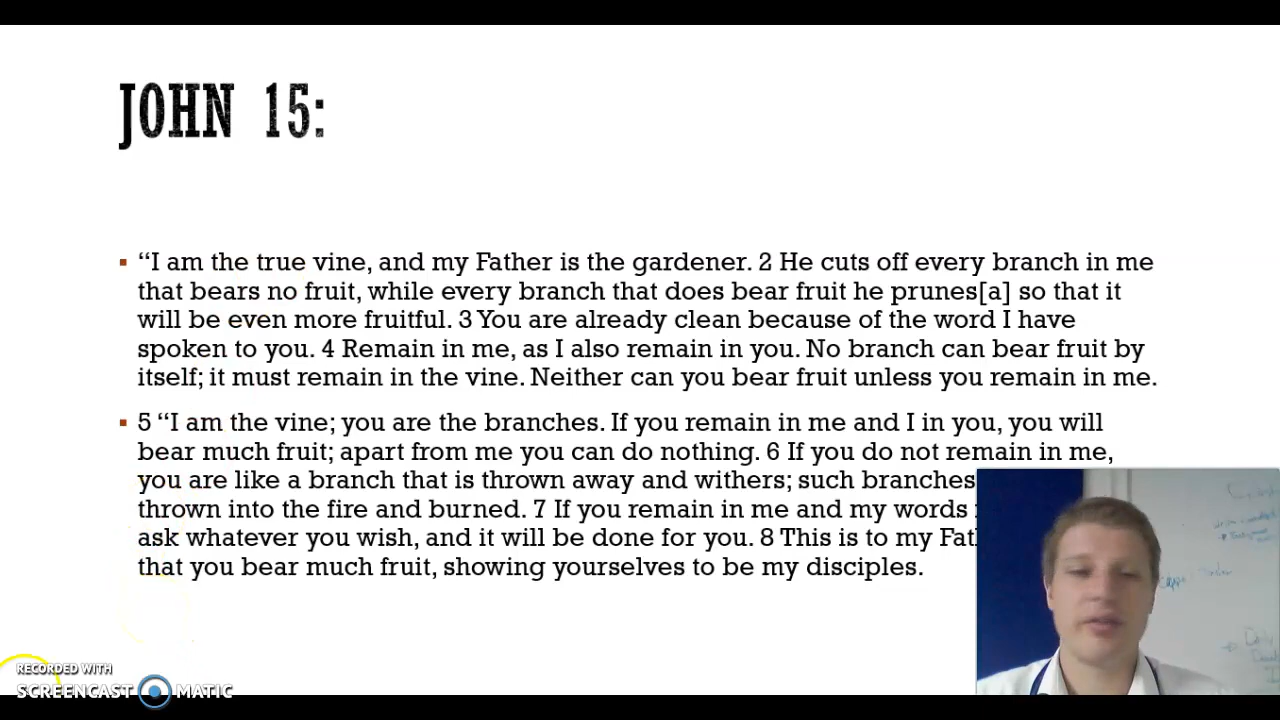 JOHN 15:
“I am the true vine, and my Father is the gardener. 2 He cuts off every branch in me
that bears no fruit, while every branch that does bear fruit he prunes[a] so that it
will be even more fruitful. 3 You are already clean because of the word I have
spoken to you. 4 Remain in me, as I also remain in you. No branch can bear fruit by
itself; it must remain in the vine. Neither can you bear fruit unless you remain in me.
5 “I am the vine; you are the branches. If you remain in me and I in you, you will
bear much fruit; apart from me you can do nothing. 6 If you do not remain in me,
you are like a branch that is thrown away and withers; such branches
thrown into the fire and burned. 7 If you remain in me and my words
ask whatever you wish, and it will be done for you. 8 This is to my
that you bear much fruit, showing yourselves to be my disciples.
Daily
RECORDED WITH
SCREENCAST MATIC